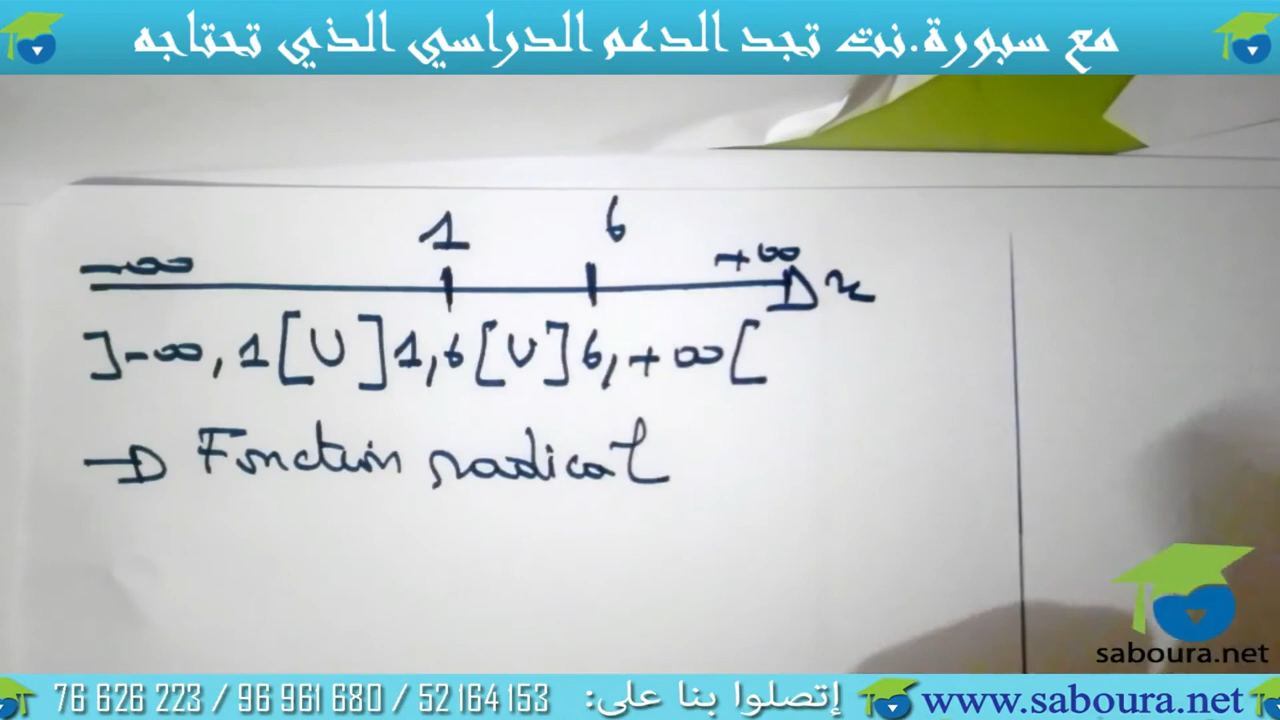 مع سبورة.نت تجد الدعم الدراسي الذي تحتاجه
1 6
-∞ +∞ x
]-∞, 1[ U ]1, 6[ U ]6, + ∞[
→ Fonction radical
saboura.net
76 626 223 / 96 961 680 / 52 164 153 إتصلوا بنا على: www.saboura.net